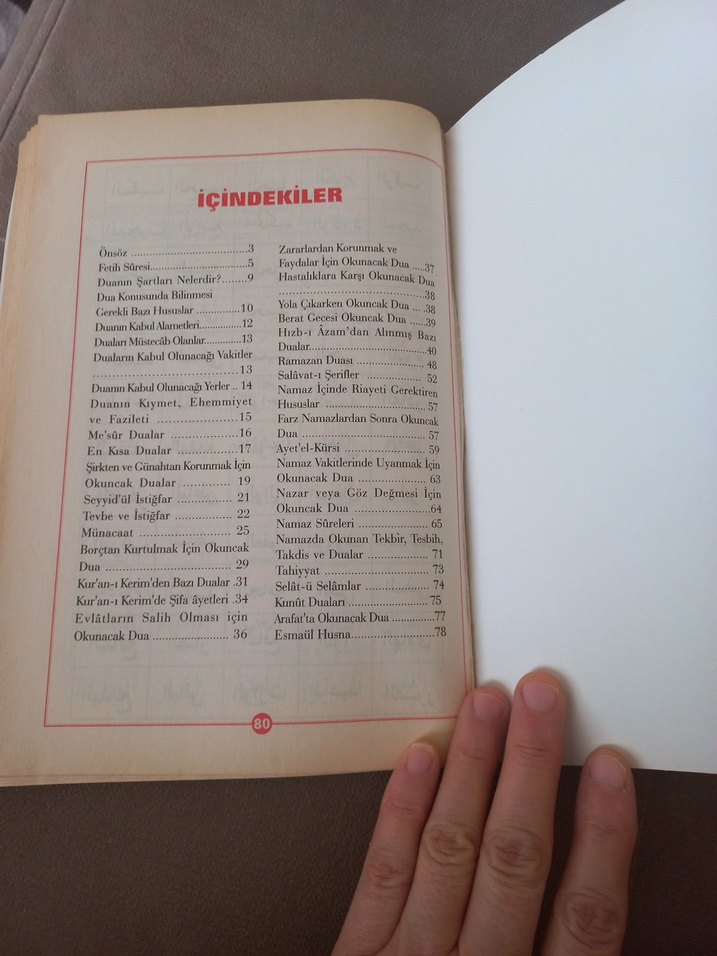 İÇİNDEKİLER
Önsöz ....................................3
Fetih Sûresi..............................5
Duanın Şartları Nelerdir?........9
Dua Konusunda Bilinmesi
Gerekli Bazı Hususlar .............10
Duanın Kabul Alametleri...............12
Duaları Müstecâb Olanlar.............13
Duaların Kabul Olunacağı Vakitler
....................................13
Duanın Kabul Olunacağı Yerler .. 14
Duanın Kıymet, Ehemmiyet
ve Fazileti ........................15
Me'sûr Dualar ....................16
En Kısa Dualar ...................17
Şirkten ve Günahtan Korunmak İçin
Okuncak Dualar .............. 19
Seyyid'ül İstiğfar ................ 21
Tevbe ve İstiğfar ................. 22
Münacaat ........................ 25
Borçtan Kurtulmak İçin Okuncak
Dua ................................ 29
Kur'an-ı Kerim'den Bazı Dualar .31
Kur'an-ı Kerim'de Şifa âyetleri .34
Evlâtların Salih Olması için
Okunacak Dua ........................ 36
Zararlardan Korunmak ve
Faydalar İçin Okuncak Dua .....37
Hastalıklara Karşı Okunacak Dua
....................................38
Yola Çıkarken Okuncak Dua ... .38
Berat Gecesi Okuncak Dua ......39
Hızb-ı Âzam'dan Alınmış Bazı
Dualar....................................40
Ramazan Duası ..................... 48
Salâvat-ı Şerifler .................. 52
Namaz İçinde Riayeti Gerektiren
Hususlar ............................. 57
Farz Namazlardan Sonra Okuncak
Dua .................................... 57
Ayet'el-Kürsi ........................ 59
Namaz Vakitlerinde Uyanmak İçin
Okunacak Dua .................... 63
Nazar veya Göz Değmesi İçin
Okuncak Dua .......................64
Namaz Sûreleri .................... 65
Namazda Okunan Tekbir, Tesbih,
Takdis ve Dualar ................. 71
Tahiyyat .............................. 73
Selât-ü Selâmlar .................. 74
Kunût Duaları .......................75
Arafat'ta Okunacak Dua .............77
Esmaül Husna..........................78
80